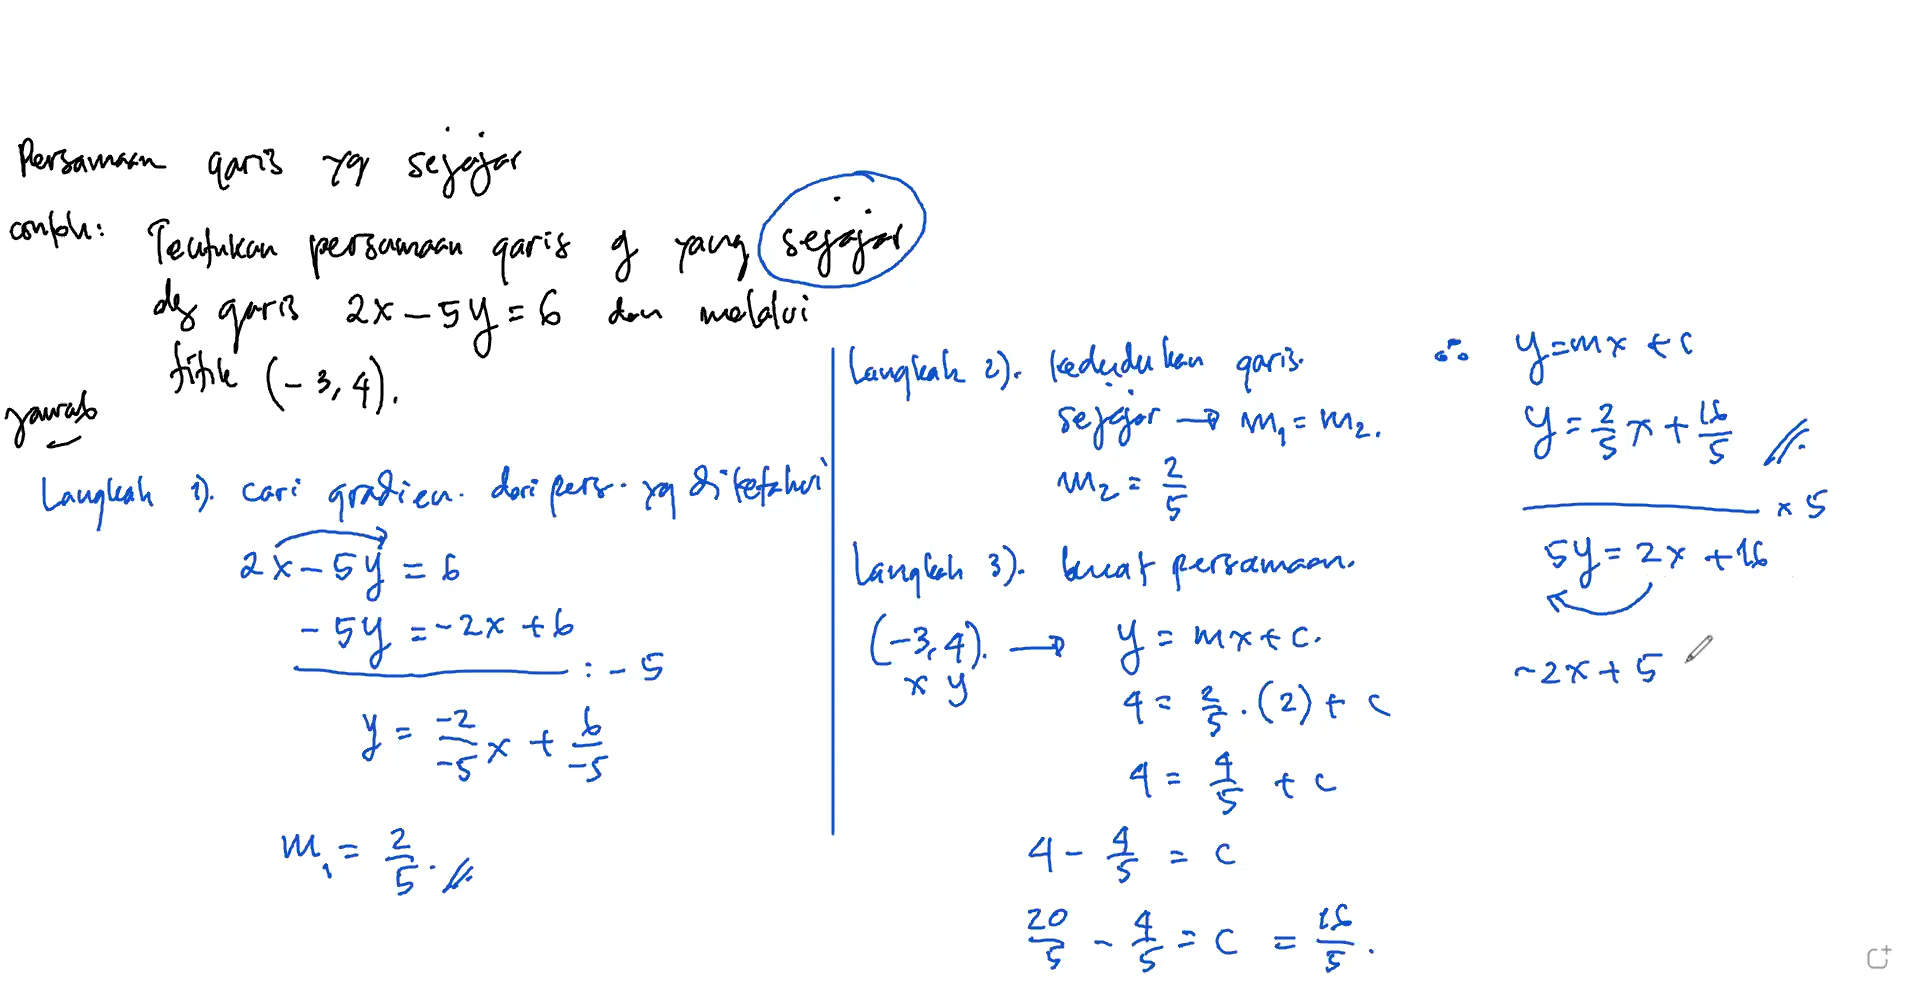 Persamaan garis yg sejajar
contoh: Tentukan persamaan garis g yang sejajar
dg garis 2x - 5y = 6 dan melalui
titik (-3, 4).
Jawab
Langkah 1). cari gradien. dari pers. yg diketahui
2x - 5y = 6
-5y = -2x + 6
: -5
y = -2/-5 x + 6/-5
m₁ = 2/5.
Langkah 2). kedudukan garis.
sejajar → m₁ = m₂.
m₂ = 2/5
Langkah 3). buat persamaan.
(-3, 4). → y = mx + c.
x y
4 = 2/5 . (2) + c
4 = 4/5 + c
4 - 4/5 = c
20/5 - 4/5 = c = 16/5.
∴ y = mx + c
y = 2/5 x + 16/5
× 5
5y = 2x + 16
-2x + 5